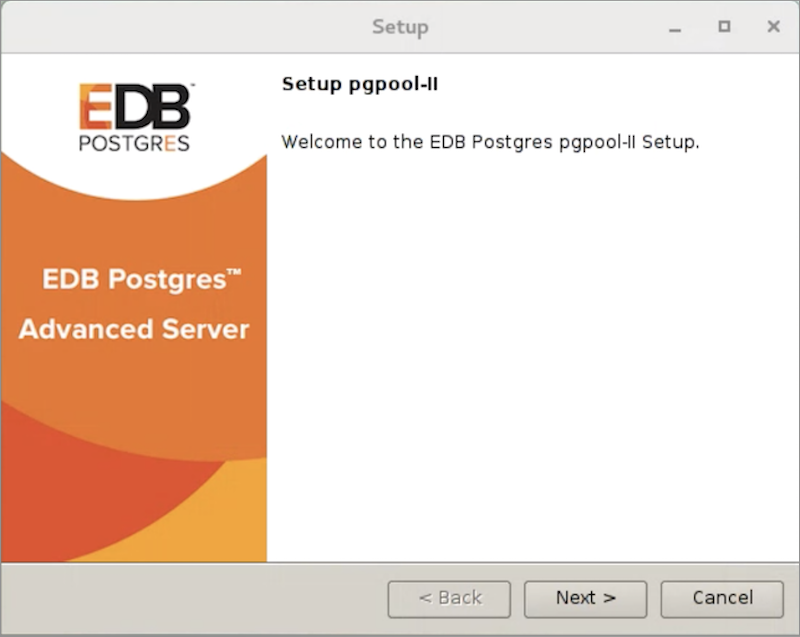 Setup
EDB™
POSTGRES
Setup pgpool-II
Welcome to the EDB Postgres pgpool-II Setup.
EDB Postgres™
Advanced Server
< Back
Next >
Cancel